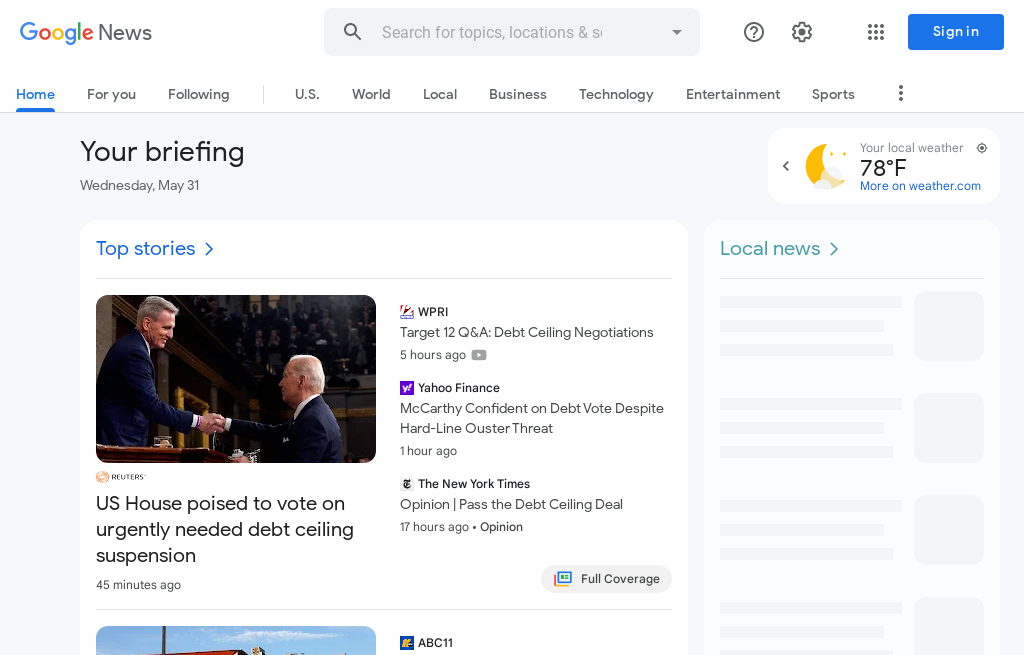 Google News
Search for topics, locations & so
Sign in
Home
For you
Following
U.S.
World
Local
Business
Technology
Entertainment
Sports
Your briefing
Wednesday, May 31
Your local weather
78°F
More on weather.com
Top stories
REUTERS
US House poised to vote on
urgently needed debt ceiling
suspension
45 minutes ago
WPRI
Target 12 Q&A: Debt Ceiling Negotiations
5 hours ago
Yahoo Finance
McCarthy Confident on Debt Vote Despite
Hard-Line Ouster Threat
1 hour ago
The New York Times
Opinion | Pass the Debt Ceiling Deal
17 hours ago • Opinion
Full Coverage
ABC11
Local news